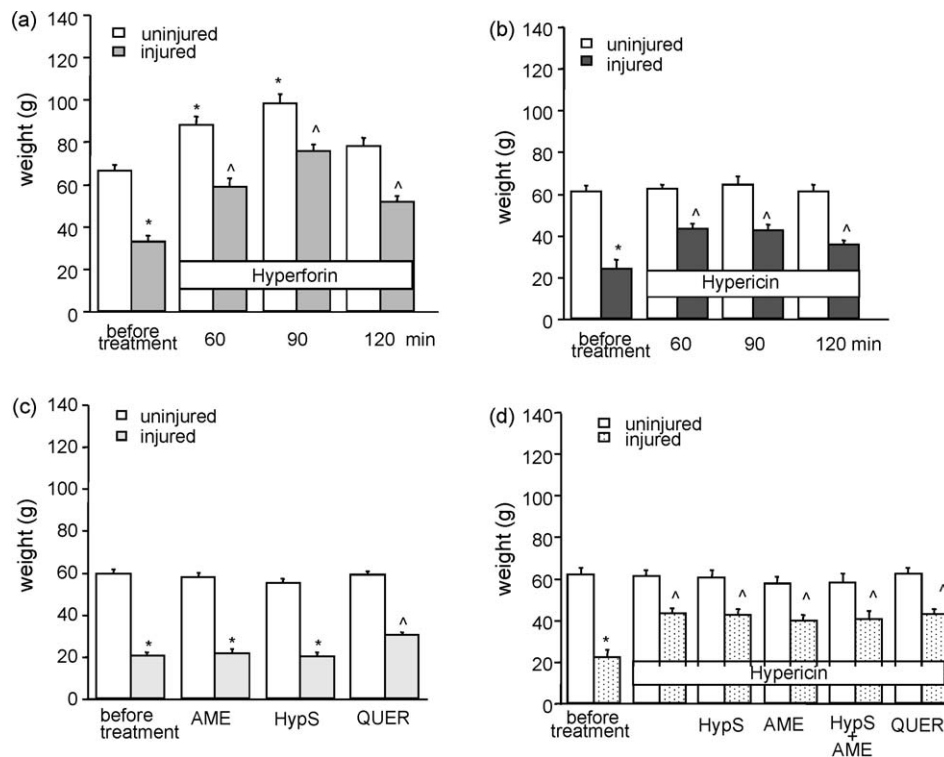 (a)
140
120
100
80
60
40
20
0
weight (g)
uninjured
injured
*
*
*
^
^
^
Hyperforin
before
treatment
60
90
120 min
(b)
140
120
100
80
60
40
20
0
weight (g)
uninjured
injured
*
^
^
^
Hypericin
before
treatment
60
90
120 min
(c)
140
120
100
80
60
40
20
0
weight (g)
uninjured
injured
*
*
*
^
before
treatment
AME
HypS
QUER
(d)
140
120
100
80
60
40
20
0
weight (g)
uninjured
injured
*
^
^
^
^
^
Hypericin
before
treatment
HypS
AME
HypS
+
AME
QUER